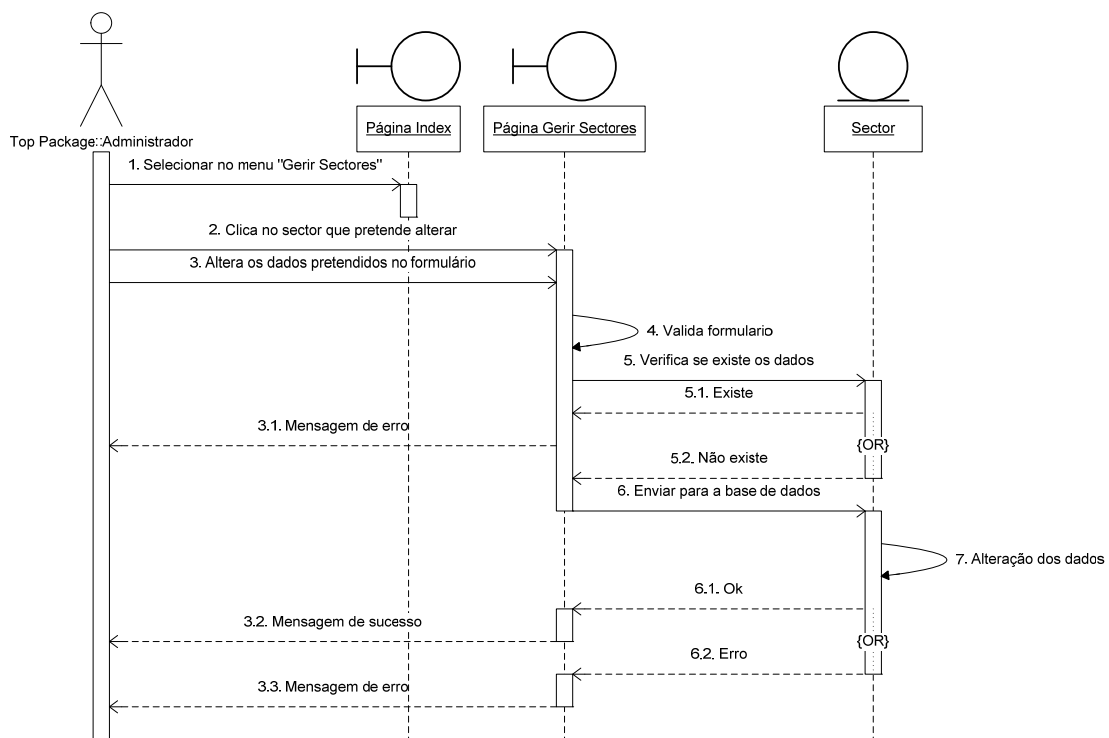 Top Package::Administrador
Página Index
Página Gerir Sectores
Sector
1. Selecionar no menu "Gerir Sectores"
2. Clica no sector que pretende alterar
3. Altera os dados pretendidos no formulário
4. Valida formulario
5. Verifica se existe os dados
5.1. Existe
3.1. Mensagem de erro
{OR}
5.2. Não existe
6. Enviar para a base de dados
7. Alteração dos dados
6.1. Ok
3.2. Mensagem de sucesso
{OR}
6.2. Erro
3.3. Mensagem de erro